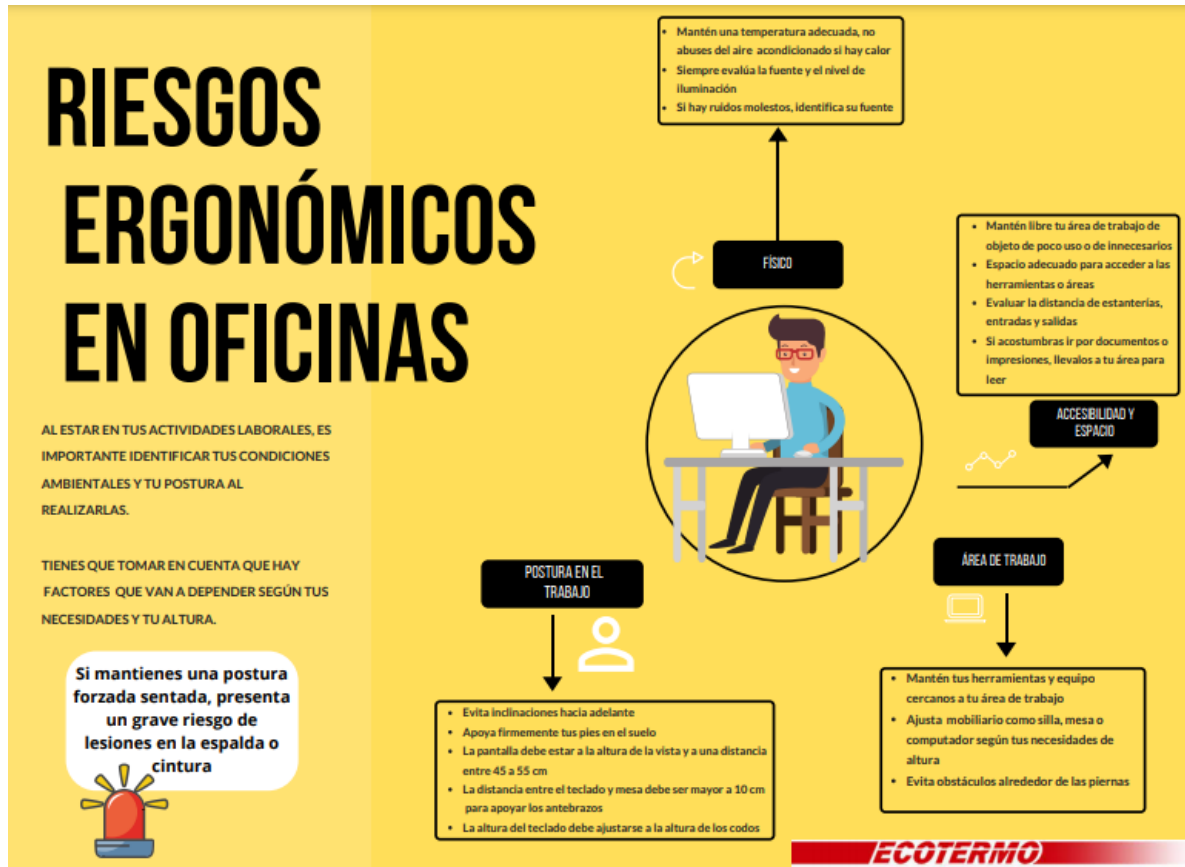 RIESGOS
ERGONÓMICOS
EN OFICINAS
AL ESTAR EN TUS ACTIVIDADES LABORALES, ES
IMPORTANTE IDENTIFICAR TUS CONDICIONES
AMBIENTALES Y TU POSTURA AL
REALIZARLAS.
TIENES QUE TOMAR EN CUENTA QUE HAY
FACTORES QUE VAN A DEPENDER SEGÚN TUS
NECESIDADES Y TU ALTURA.
Si mantienes una postura
forzada sentada, presenta
un grave riesgo de
lesiones en la espalda o
cintura
• Mantén una temperatura adecuada, no
abuses del aire acondicionado si hay calor
• Siempre evalúa la fuente y el nivel de
iluminación
• Si hay ruidos molestos, identifica su fuente
FÍSICO
• Mantén libre tu área de trabajo de
objeto de poco uso o de innecesarios
• Espacio adecuado para acceder a las
herramientas o áreas
• Evaluar la distancia de estanterías,
entradas y salidas
• Si acostumbras ir por documentos o
impresiones, llevalos a tu área para
leer
ACCESIBILIDAD Y
ESPACIO
POSTURA EN EL
TRABAJO
• Evita inclinaciones hacia adelante
• Apoya firmemente tus pies en el suelo
• La pantalla debe estar a la altura de la vista y a una distancia
entre 45 a 55 cm
• La distancia entre el teclado y mesa debe ser mayor a 10 cm
para apoyar los antebrazos
• La altura del teclado debe ajustarse a la altura de los codos
ÁREA DE TRABAJO
• Mantén tus herramientas y equipo
cercanos a tu área de trabajo
• Ajusta mobiliario como silla, mesa o
computador según tus necesidades de
altura
• Evita obstáculos alrededor de las piernas
ECOTERMO